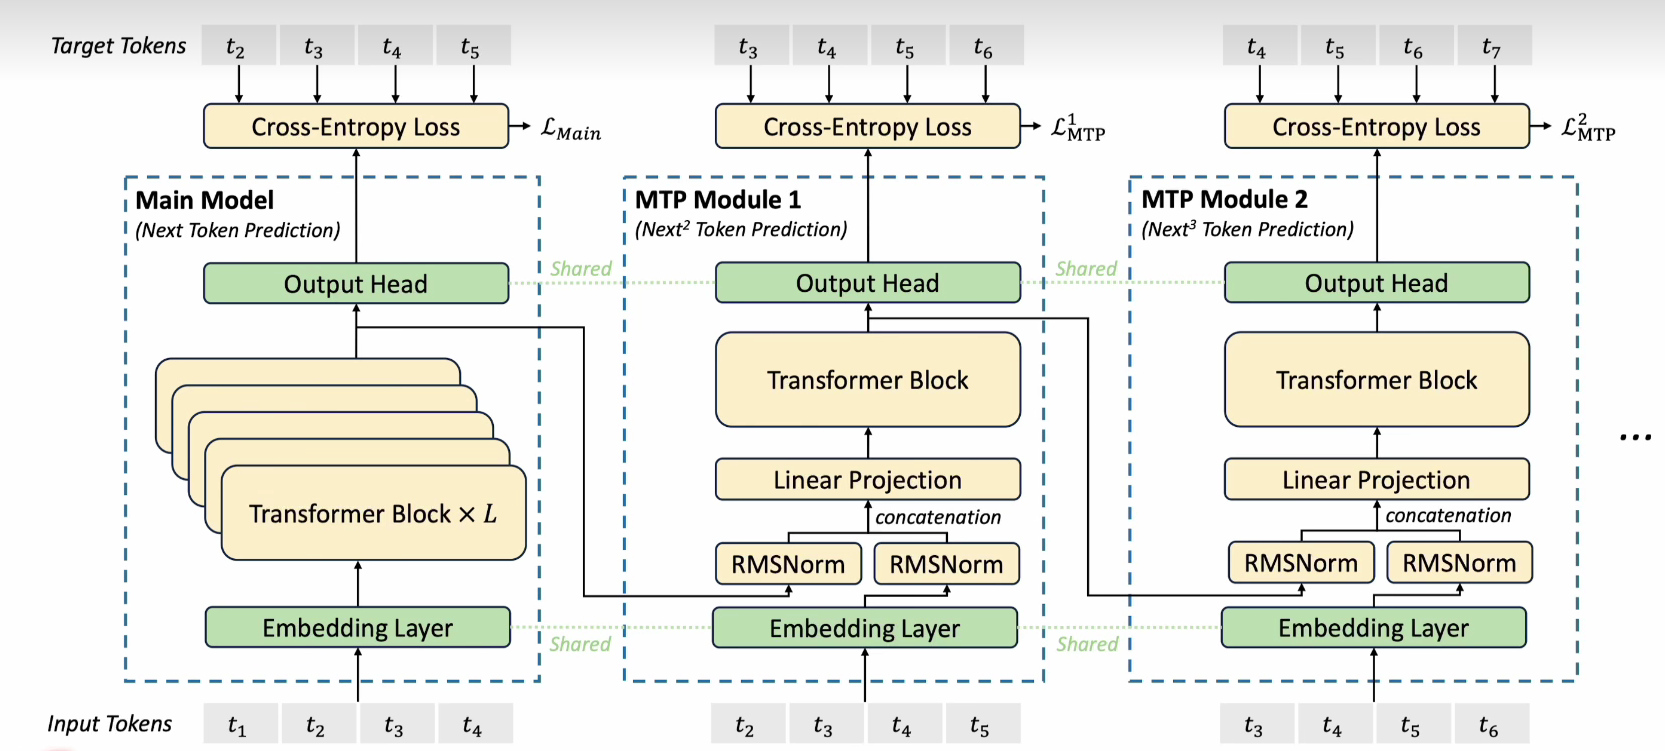 Target Tokens t₂ t₃ t₄ t₅ t₃ t₄ t₅ t₆ t₄ t₅ t₆ t₇
Cross-Entropy Loss ℒ_Main Cross-Entropy Loss ℒ¹_MTP Cross-Entropy Loss ℒ²_MTP
Main Model
(Next Token Prediction)
MTP Module 1
(Next² Token Prediction)
MTP Module 2
(Next³ Token Prediction)
Output Head Shared Output Head Shared Output Head
Transformer Block × L
Transformer Block
Transformer Block
Linear Projection
Linear Projection
concatenation
concatenation
RMSNorm RMSNorm RMSNorm RMSNorm
Embedding Layer Shared Embedding Layer Shared Embedding Layer
...
Input Tokens t₁ t₂ t₃ t₄ t₂ t₃ t₄ t₅ t₃ t₄ t₅ t₆